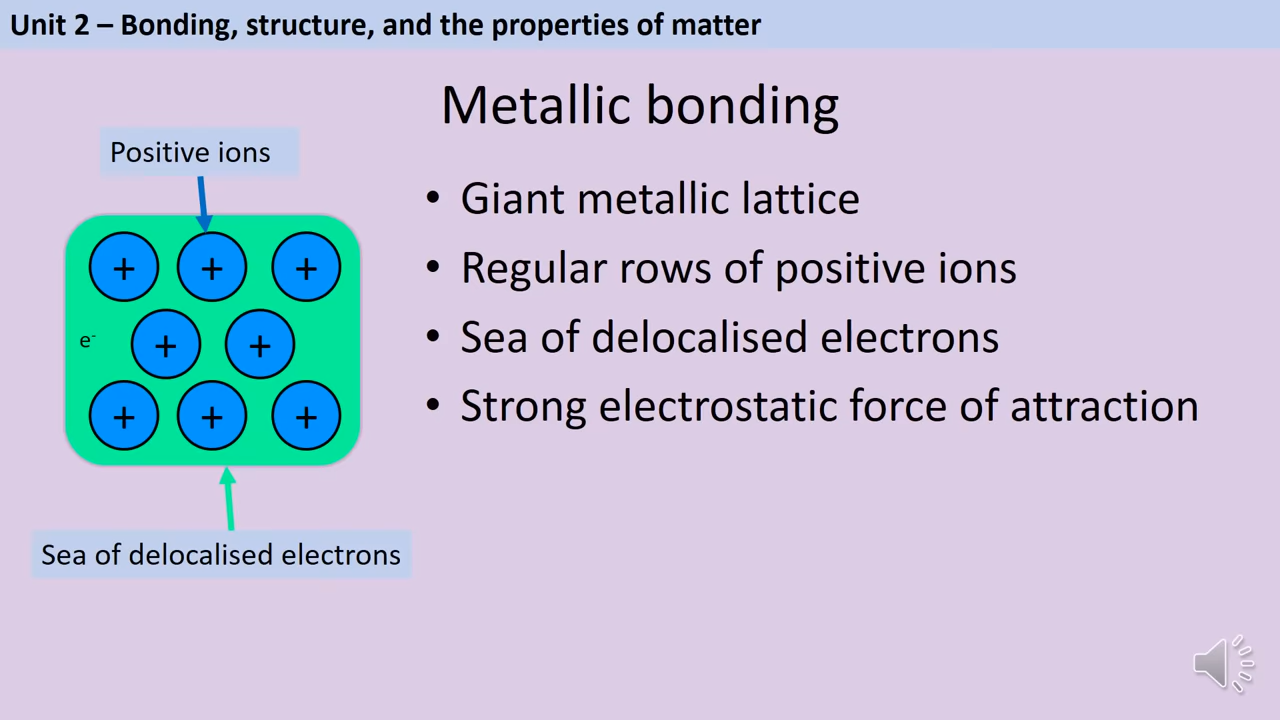 Unit 2 – Bonding, structure, and the properties of matter
Metallic bonding
Positive ions
+ + +
e⁻ + +
+ + +
Sea of delocalised electrons
• Giant metallic lattice
• Regular rows of positive ions
• Sea of delocalised electrons
• Strong electrostatic force of attraction